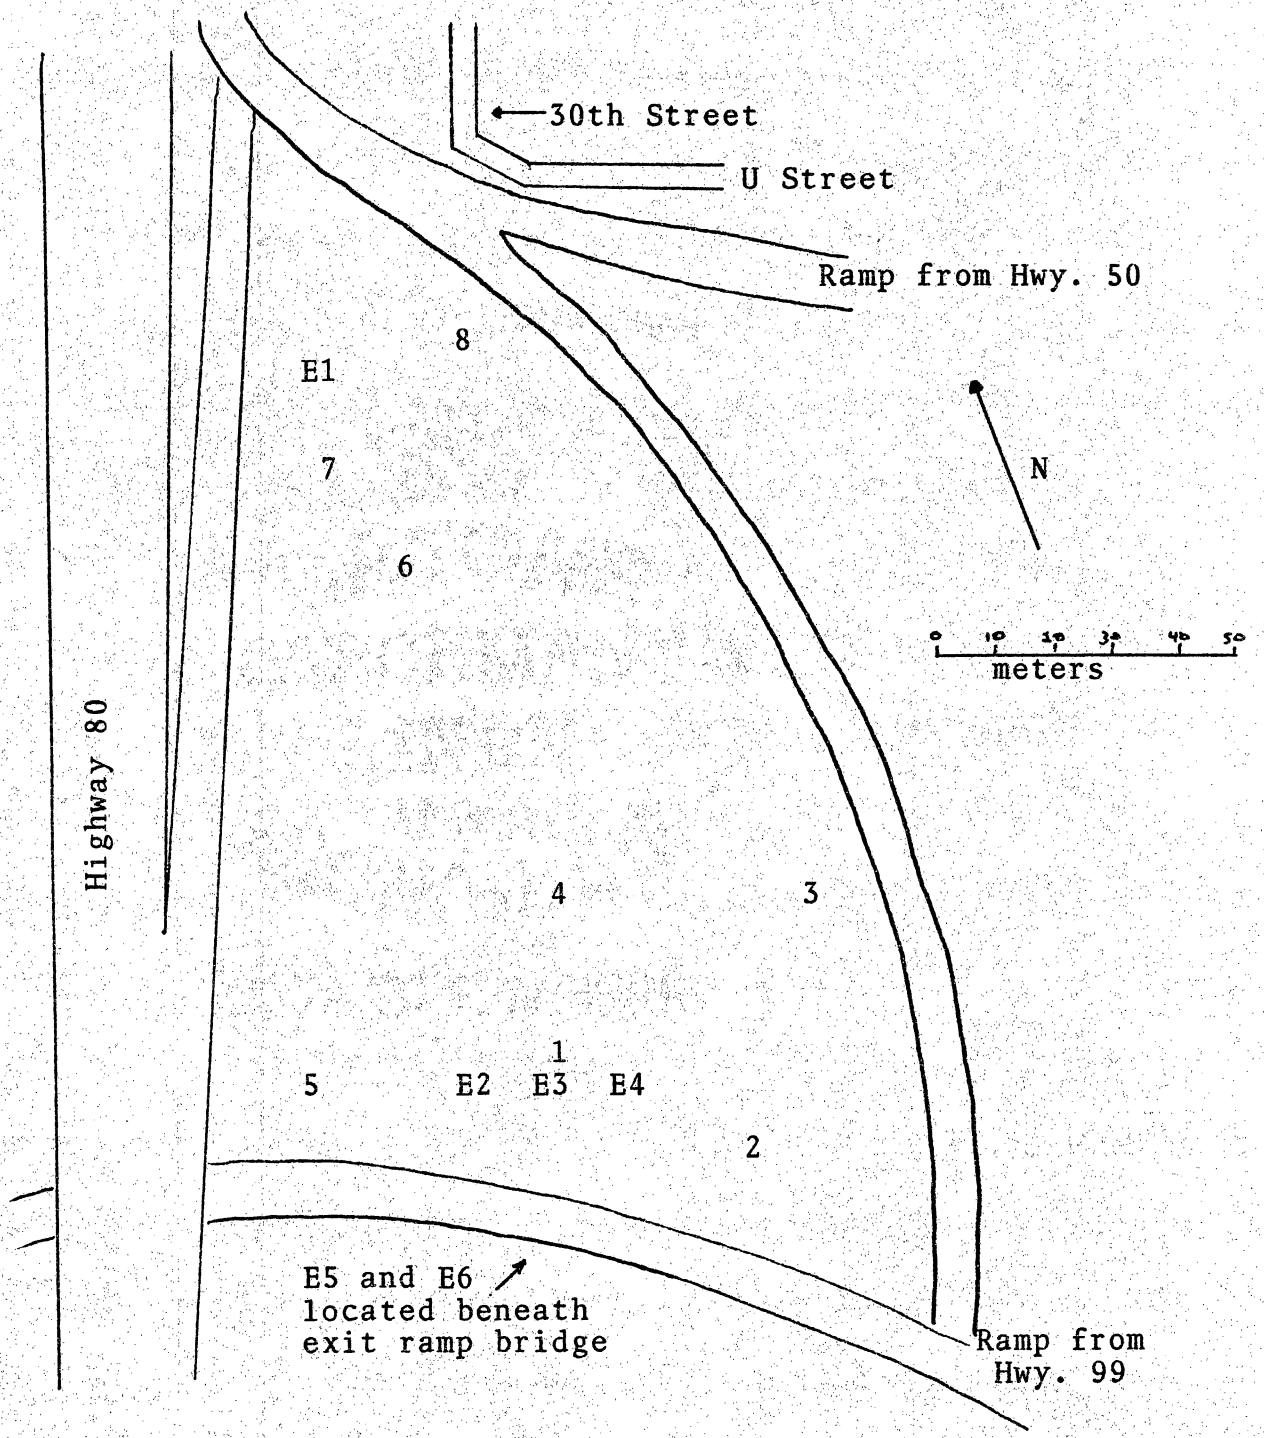 30th Street
U Street
Ramp from Hwy. 50
8
E1
7
N
6
0 10 20 30 40 50
meters
Highway 80
4 3
1
5 E2 E3 E4
2
E5 and E6
located beneath
exit ramp bridge
Ramp from
Hwy. 99